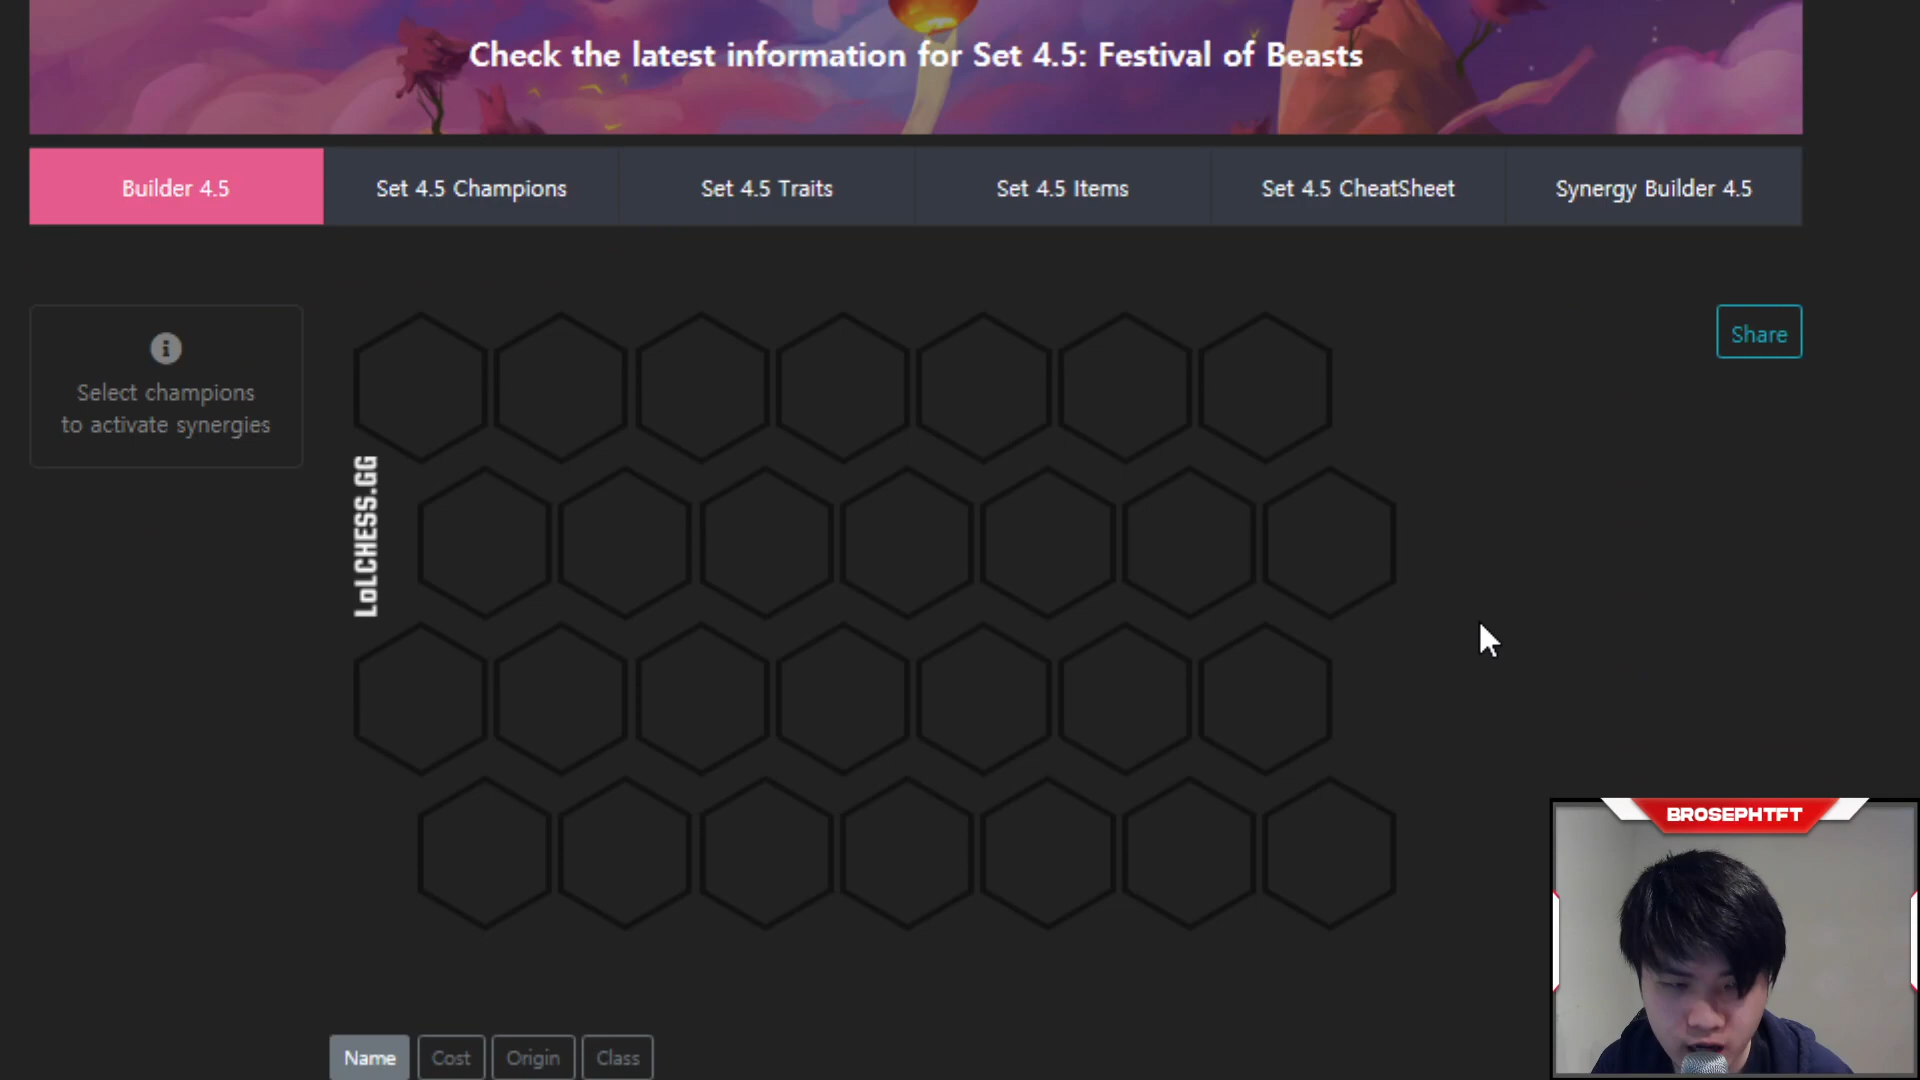 Check the latest information for Set 4.5: Festival of Beasts
Builder 4.5
Set 4.5 Champions
Set 4.5 Traits
Set 4.5 Items
Set 4.5 CheatSheet
Synergy Builder 4.5
Select champions
to activate synergies
Share
LoLCHESS.GG
BROSEPHTFT
Name
Cost
Origin
Class